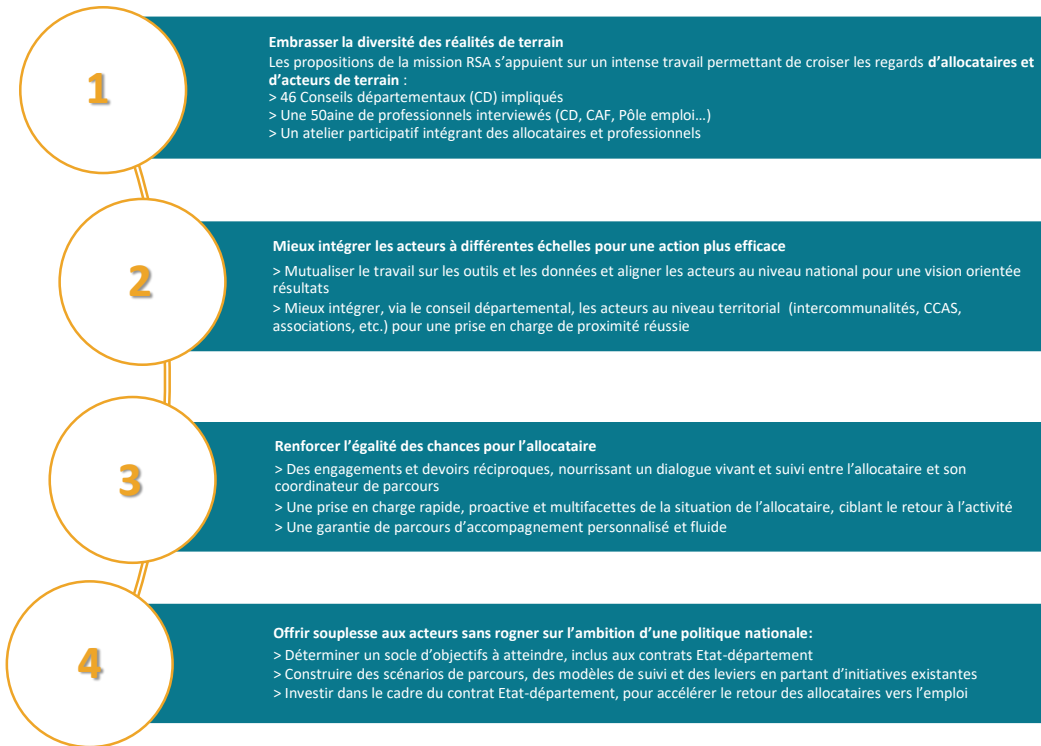 1
Embrasser la diversité des réalités de terrain
Les propositions de la mission RSA s'appuient sur un intense travail permettant de croiser les regards d'allocataires et
d'acteurs de terrain :
> 46 Conseils départementaux (CD) impliqués
> Une 50aine de professionnels interviewés (CD, CAF, Pôle emploi…)
> Un atelier participatif intégrant des allocataires et professionnels
2
Mieux intégrer les acteurs à différentes échelles pour une action plus efficace
> Mutualiser le travail sur les outils et les données et aligner les acteurs au niveau national pour une vision orientée
résultats
> Mieux intégrer, via le conseil départemental, les acteurs au niveau territorial (intercommunalités, CCAS,
associations, etc.) pour une prise en charge de proximité réussie
3
Renforcer l'égalité des chances pour l'allocataire
> Des engagements et devoirs réciproques, nourrissant un dialogue vivant et suivi entre l'allocataire et son
coordinateur de parcours
> Une prise en charge rapide, proactive et multifacettes de la situation de l'allocataire, ciblant le retour à l'activité
> Une garantie de parcours d'accompagnement personnalisé et fluide
4
Offrir souplesse aux acteurs sans rogner sur l'ambition d'une politique nationale:
> Déterminer un socle d'objectifs à atteindre, inclus aux contrats Etat-département
> Construire des scénarios de parcours, des modèles de suivi et des leviers en partant d'initiatives existantes
> Investir dans le cadre du contrat Etat-département, pour accélérer le retour des allocataires vers l'emploi